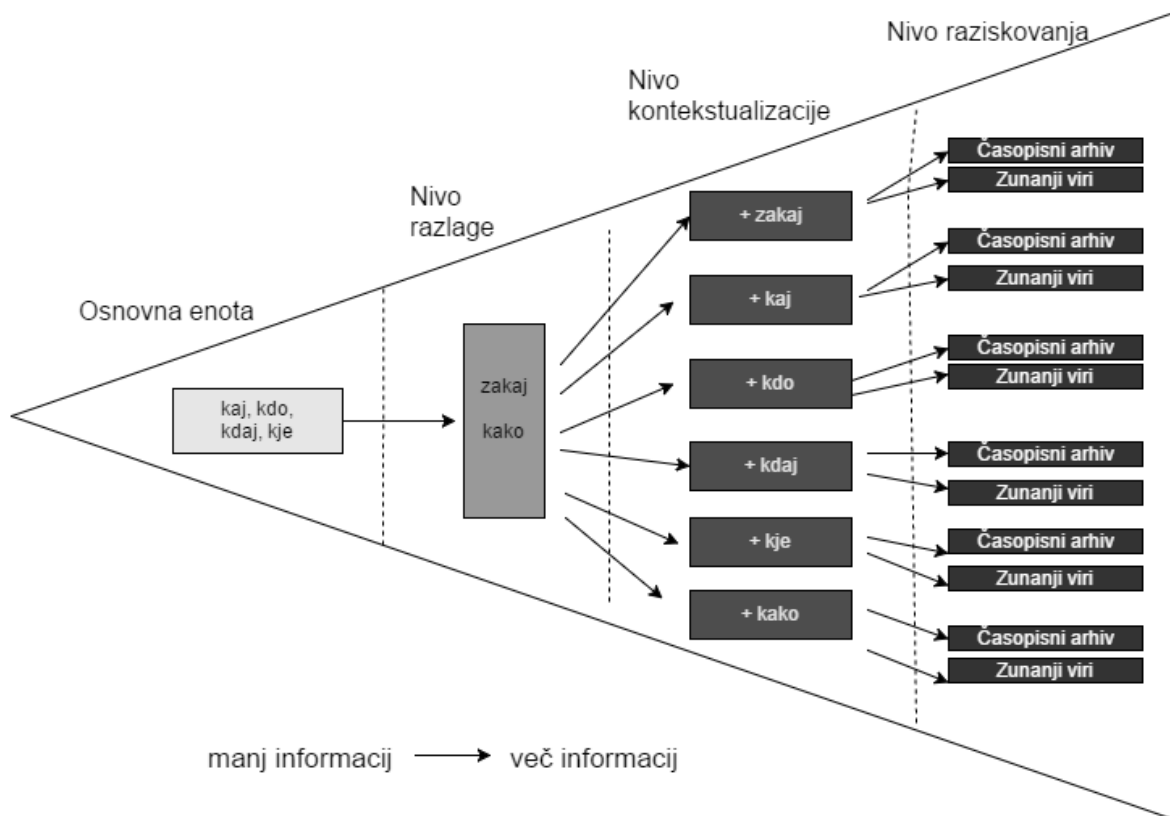 Nivo raziskovanja
Nivo
kontekstualizacije
Nivo
razlage
Osnovna enota
kaj, kdo,
kdaj, kje
zakaj
kako
+ zakaj
+ kaj
+ kdo
+ kdaj
+ kje
+ kako
Časopisni arhiv
Zunanji viri
Časopisni arhiv
Zunanji viri
Časopisni arhiv
Zunanji viri
Časopisni arhiv
Zunanji viri
Časopisni arhiv
Zunanji viri
Časopisni arhiv
Zunanji viri
manj informacij
več informacij